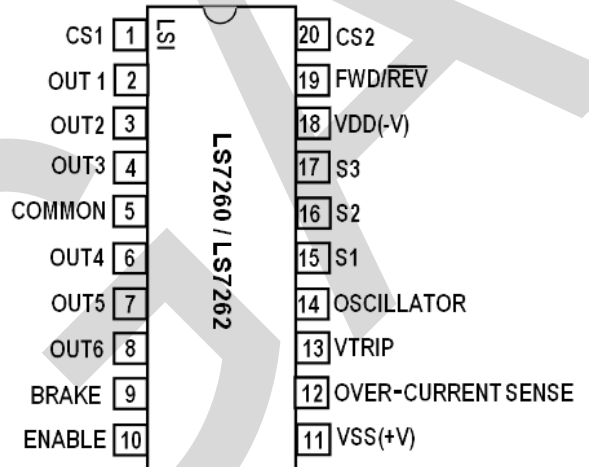 CS1 1 LSI 20 CS2
OUT 1 2 19 FWD/REV
OUT2 3 18 VDD(-V)
OUT3 4 17 S3
COMMON 5 16 S2
OUT4 6 15 S1
OUT5 7 14 OSCILLATOR
OUT6 8 13 VTRIP
BRAKE 9 12 OVER-CURRENT SENSE
ENABLE 10 11 VSS(+V)
LS7260 / LS7262